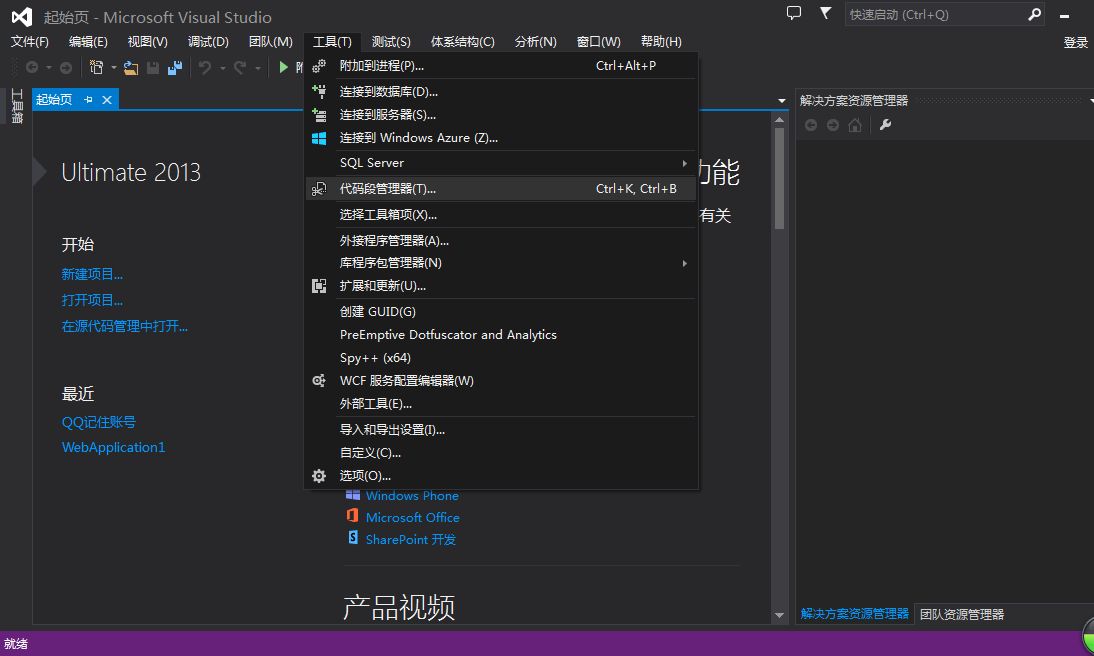 起始页 - Microsoft Visual Studio
快速启动 (Ctrl+Q)
文件(F) 编辑(E) 视图(V) 调试(D) 团队(M) 工具(T) 测试(S) 体系结构(C) 分析(N) 窗口(W) 帮助(H) 登录
工具箱
起始页
Ultimate 2013
开始
新建项目...
打开项目...
在源代码管理中打开...
最近
QQ记住账号
WebApplication1
附加到进程(P)... Ctrl+Alt+P
连接到数据库(D)...
连接到服务器(S)...
连接到 Windows Azure (Z)...
SQL Server
代码段管理器(T)... Ctrl+K, Ctrl+B
选择工具箱项(X)...
外接程序管理器(A)...
库程序包管理器(N)
扩展和更新(U)...
创建 GUID(G)
PreEmptive Dotfuscator and Analytics
Spy++ (x64)
WCF 服务配置编辑器(W)
外部工具(E)...
导入和导出设置(I)...
自定义(C)...
选项(O)...
能
有关
Windows Phone
Microsoft Office
SharePoint 开发
产品视频
解决方案资源管理器
解决方案资源管理器 团队资源管理器
就绪